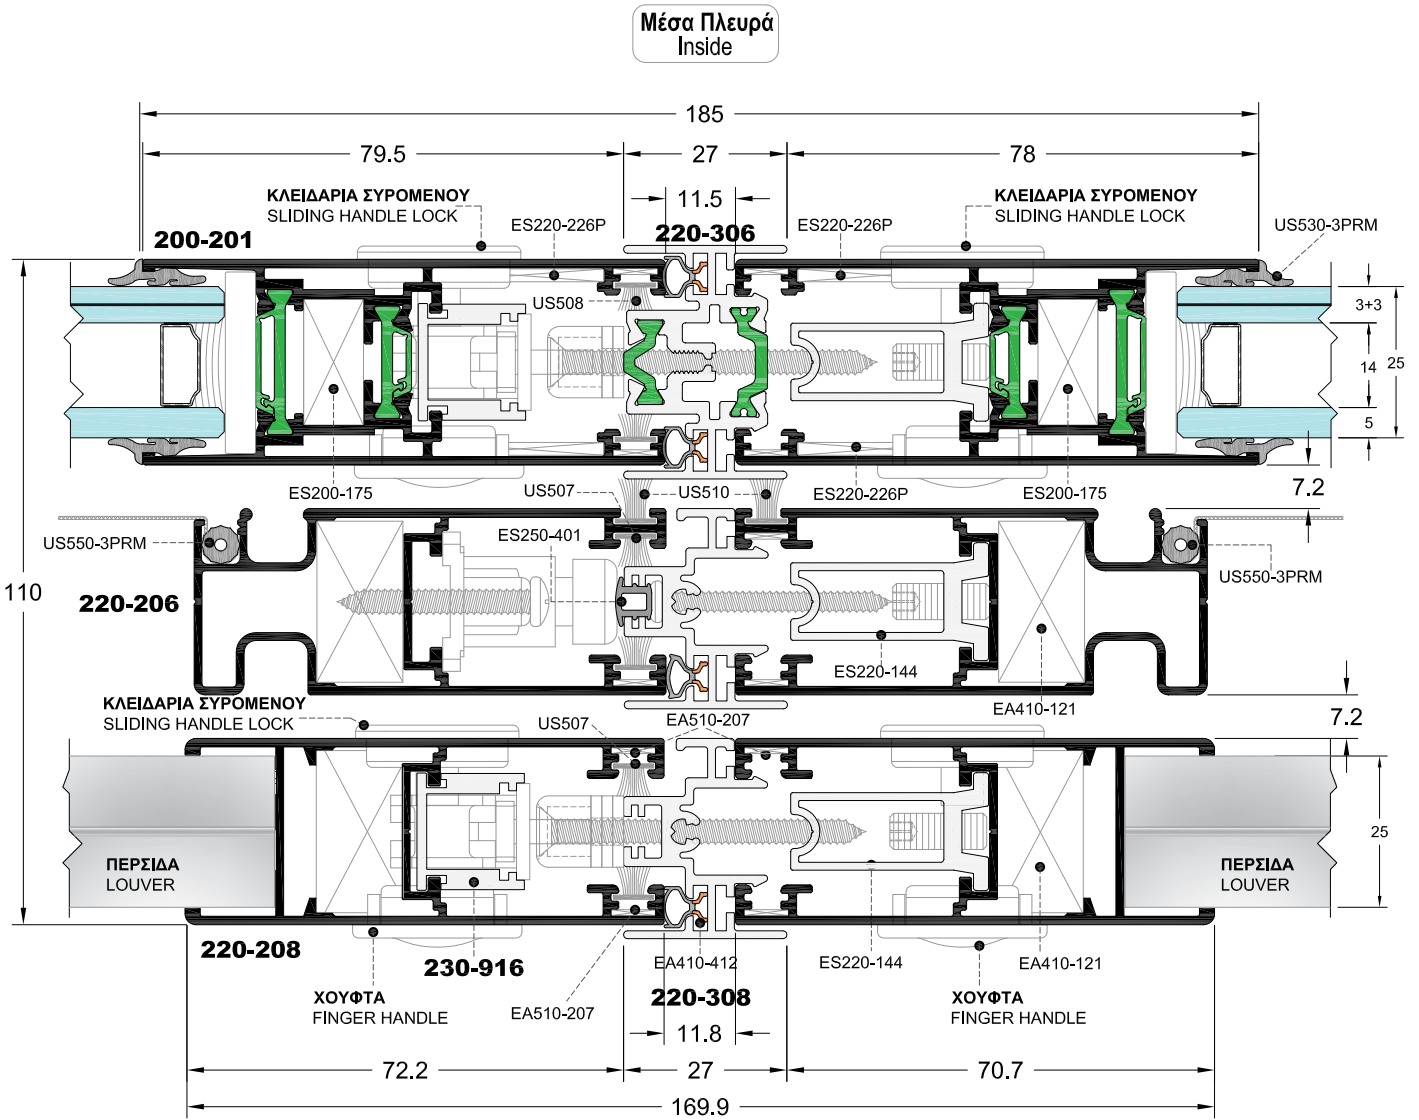 Μέσα Πλευρά
Inside
185
79.5
27
78
11.5
ΚΛΕΙΔΑΡΙΑ ΣΥΡΟΜΕΝΟΥ
SLIDING HANDLE LOCK
ΚΛΕΙΔΑΡΙΑ ΣΥΡΟΜΕΝΟΥ
SLIDING HANDLE LOCK
200-201
ES220-226P
220-306
ES220-226P
US530-3PRM
US508
3+3
14
25
5
ES200-175
US507
US510
ES220-226P
ES200-175
7.2
US550-3PRM
ES250-401
US550-3PRM
110
220-206
ES220-144
EA410-121
ΚΛΕΙΔΑΡΙΑ ΣΥΡΟΜΕΝΟΥ
SLIDING HANDLE LOCK
US507
EA510-207
7.2
25
ΠΕΡΣΙΔΑ
LOUVER
ΠΕΡΣΙΔΑ
LOUVER
220-208
230-916
EA410-412
ES220-144
EA410-121
220-308
ΧΟΥΦΤΑ
FINGER HANDLE
EA510-207
ΧΟΥΦΤΑ
FINGER HANDLE
11.8
72.2
27
70.7
169.9